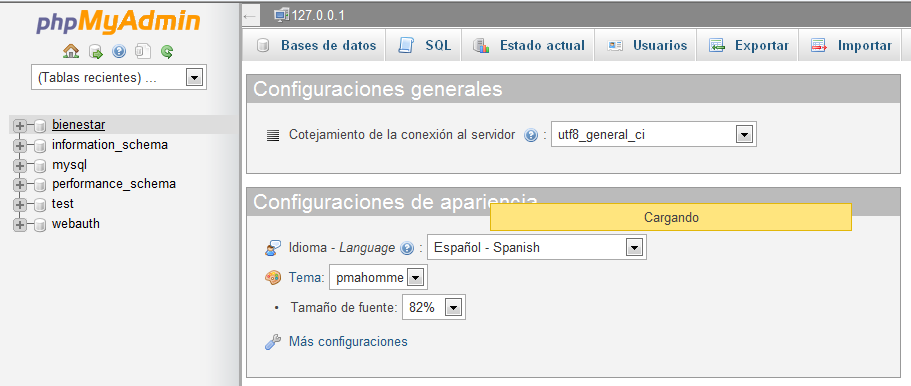 phpMyAdmin
(Tablas recientes) ...
bienestar
information_schema
mysql
performance_schema
test
webauth
127.0.0.1
Bases de datos SQL Estado actual Usuarios Exportar Importar
Configuraciones generales
Cotejamiento de la conexión al servidor : utf8_general_ci
Configuraciones de apariencia
Cargando
Idioma - Language : Español - Spanish
Tema: pmahomme
• Tamaño de fuente: 82%
Más configuraciones